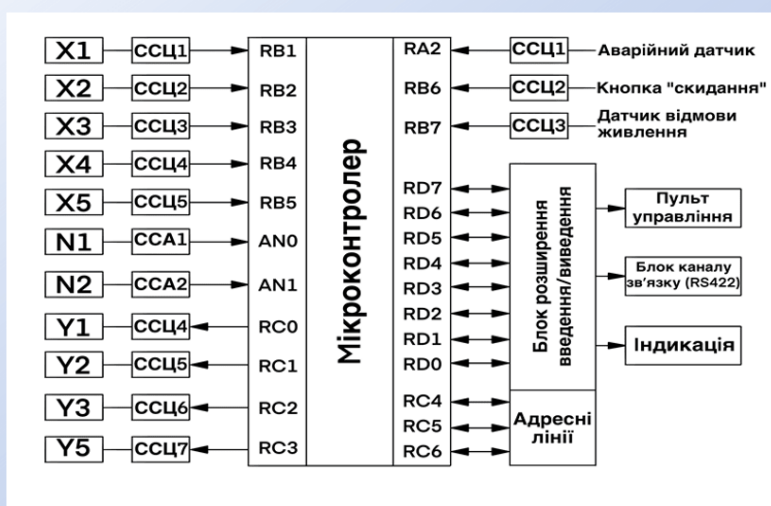 X1 ССЦ1 RB1
X2 ССЦ2 RB2
X3 ССЦ3 RB3
X4 ССЦ4 RB4
X5 ССЦ5 RB5
N1 ССА1 AN0
N2 ССА2 AN1
Y1 ССЦ4 RC0
Y2 ССЦ5 RC1
Y3 ССЦ6 RC2
Y5 ССЦ7 RC3
Мікроконтролер
RA2 ССЦ1 Аварійний датчик
RB6 ССЦ2 Кнопка "скидання"
RB7 ССЦ3 Датчик відмови
живлення
RD7
RD6
RD5
RD4
RD3
RD2
RD1
RD0
RC4
RC5
RC6
Блок розширення
введення/виведення
Адресні
лінії
Пульт
управління
Блок каналу
зв'язку (RS422)
Індикація